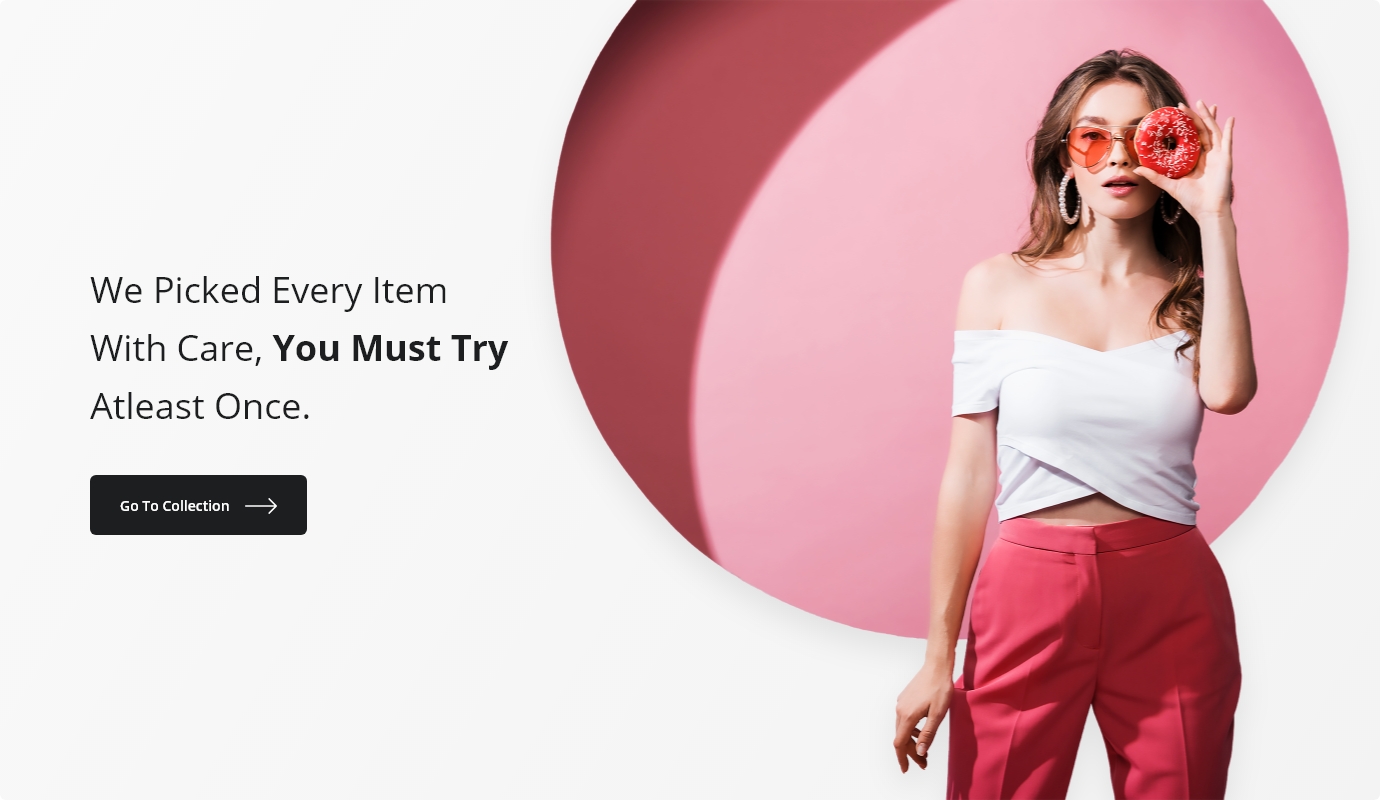 We Picked Every Item
With Care, You Must Try
Atleast Once.
Go To Collection